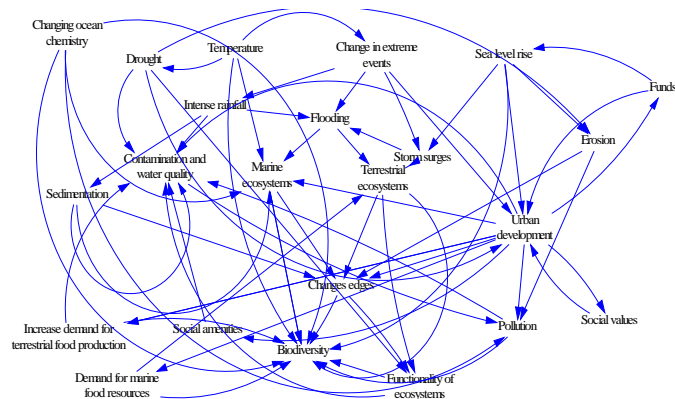 Changing ocean
chemistry
Drought
Temperature
Change in extreme
events
Sea level rise
Funds
Intense rainfall
Flooding
Erosion
Contamination and
water quality
Marine
ecosystems
Storm surges
Terrestrial
ecosystems
Sedimentation
Urban
development
Changes edges
Increase demand for
terrestrial food production
Social amenities
Pollution
Social values
Biodiversity
Demand for marine
food resources
Functionality of
ecosystems